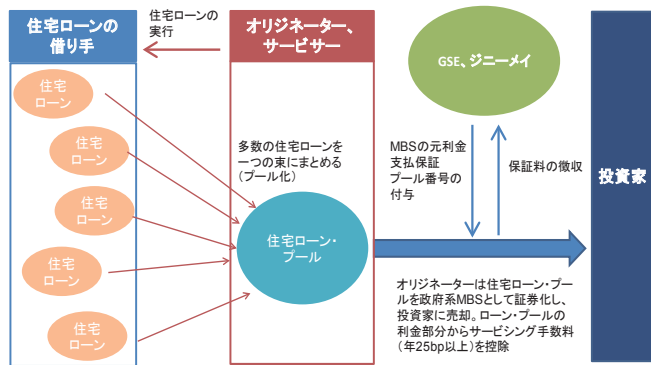 住宅ローンの
借り手
住宅ローンの
実行
オリジネーター、
サービサー
GSE、ジニーメイ
投資家
住宅
ローン
住宅
ローン
住宅
ローン
住宅
ローン
住宅
ローン
多数の住宅ローンを
一つの束にまとめる
（プール化）
住宅ローン・
プール
MBSの元利金
支払保証
プール番号の
付与
保証料の徴収
オリジネーターは住宅ローン・プー
ルを政府系MBSとして証券化し、
投資家に売却。ローン・プールの
利金部分からサービシング手数料
（年25bp以上）を控除